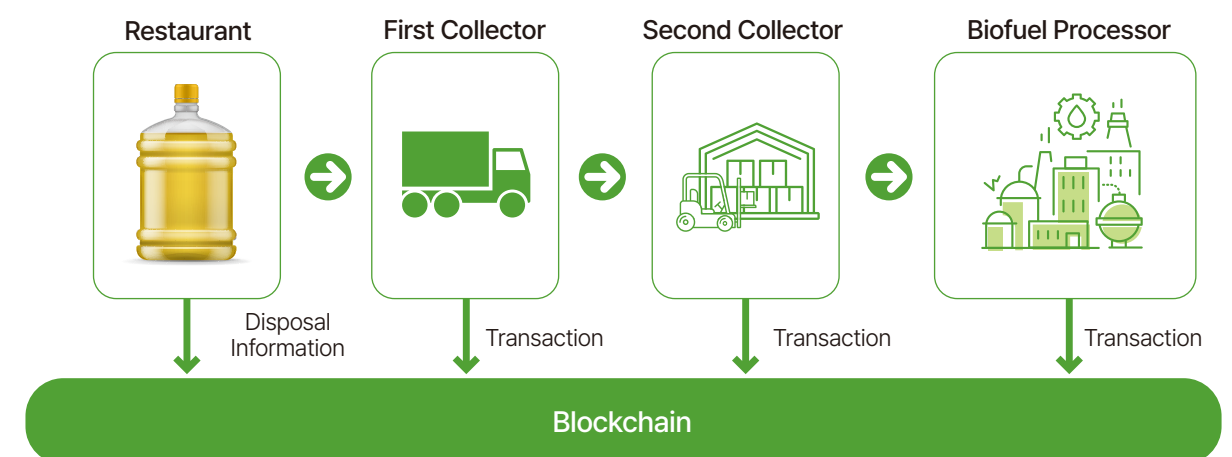 Restaurant
First Collector
Second Collector
Biofuel Processor
Disposal
Information
Transaction
Transaction
Transaction
Blockchain